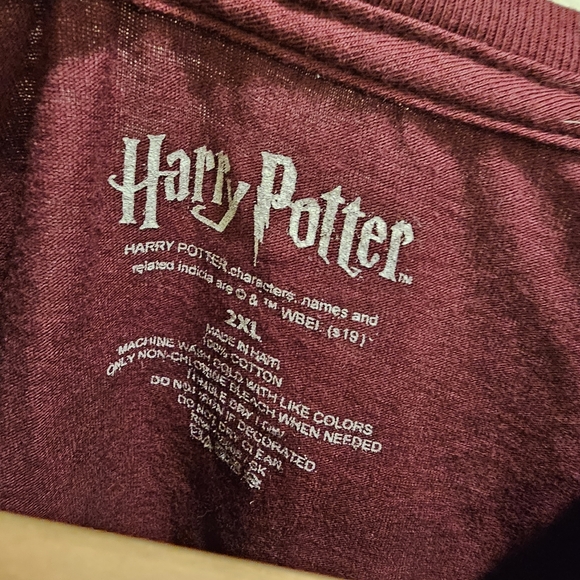 Harry Potter™
HARRY POTTER, characters, names and
related indicia are © & ™ WBEI. (s19)
2XL
MADE IN HAITI
100% COTTON
MACHINE WASH COLD WITH LIKE COLORS
ONLY NON-CHLORINE BLEACH WHEN NEEDED
TUMBLE DRY LOW
DO NOT IRON IF DECORATED
DO NOT DRY CLEAN